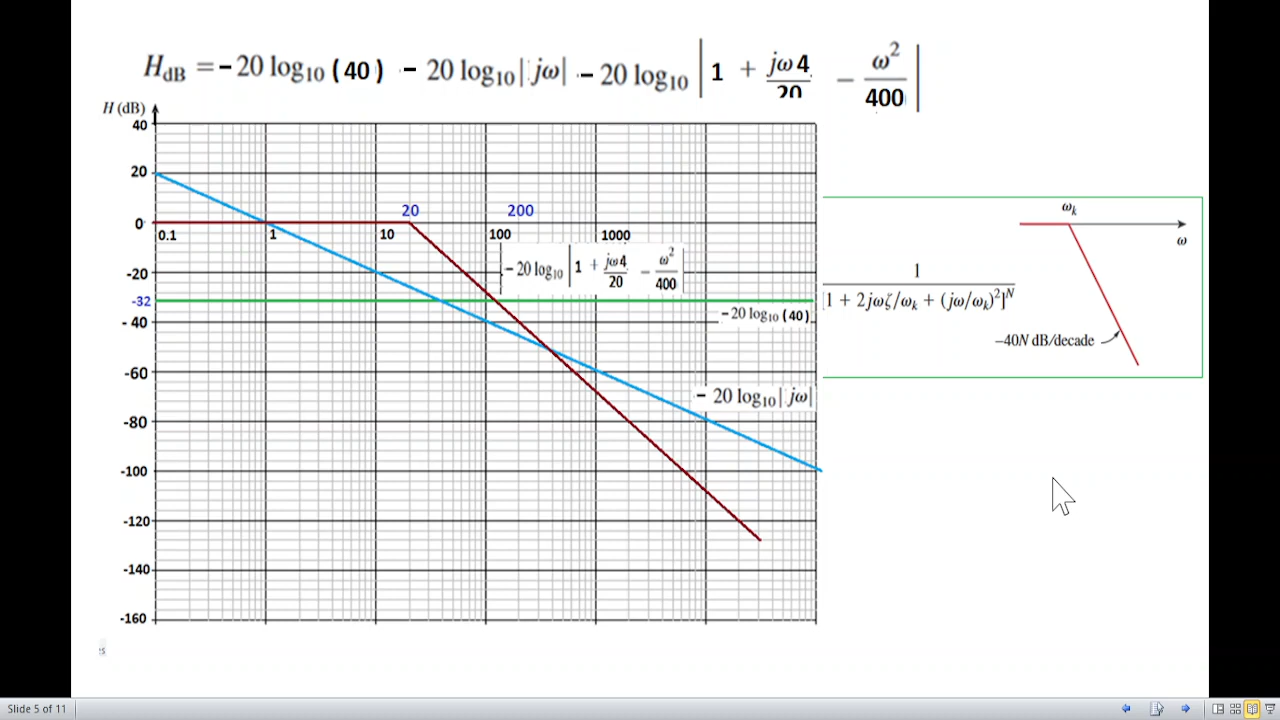 H_dB = − 20 log₁₀ (40) − 20 log₁₀ | jω | − 20 log₁₀ | 1 + jω4/20 − ω²/400 |
H (dB)
40
20
0
-20
-32
- 40
-60
-80
-100
-120
-140
-160
20
200
0.1
1
10
100
1000
− 20 log₁₀ | 1 + jω4/20 − ω²/400 |
− 20 log₁₀ (40)
− 20 log₁₀ | jω |
ω_k
ω
1
[1 + 2jωζ/ω_k + (jω/ω_k)²]^N
−40N dB/decade
Slide 5 of 11